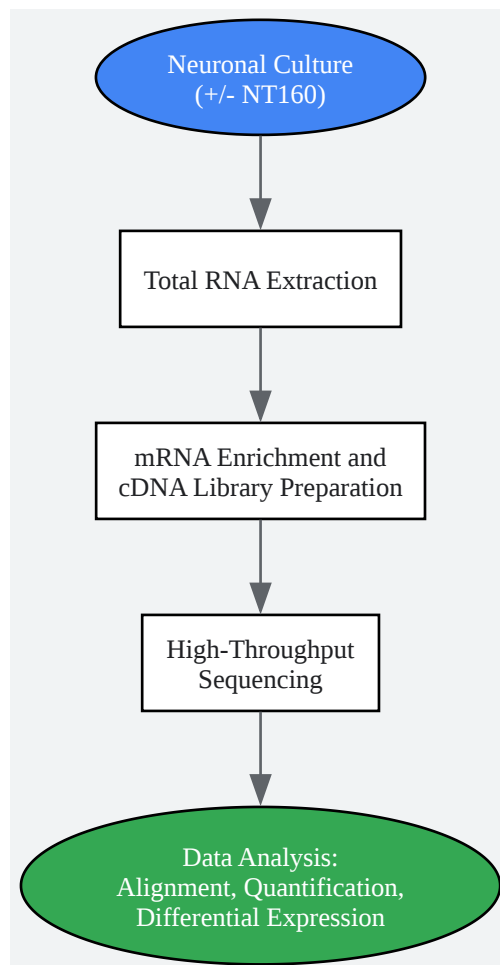 Neuronal Culture
(+/- NT160)
Total RNA Extraction
mRNA Enrichment and
cDNA Library Preparation
High-Throughput
Sequencing
Data Analysis:
Alignment, Quantification,
Differential Expression